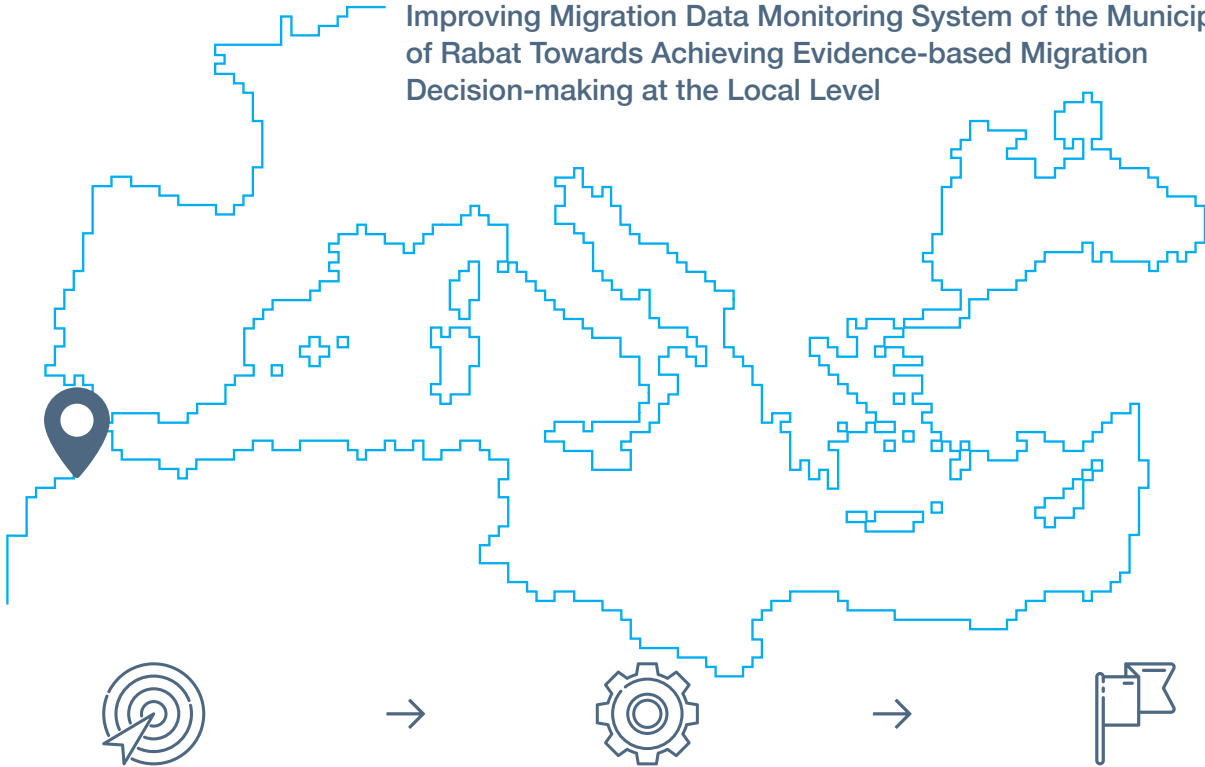 Improving Migration Data Monitoring System of the Municip
of Rabat Towards Achieving Evidence-based Migration
Decision-making at the Local Level